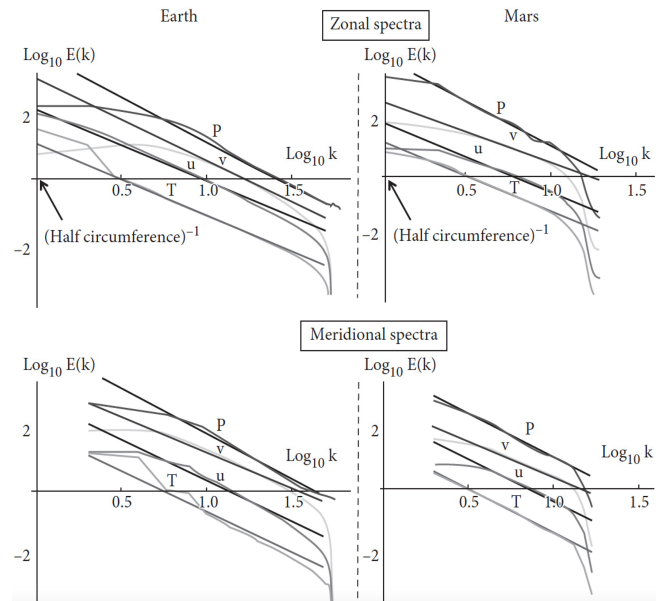 Earth
Mars
Zonal spectra
Log10 E(k)
Log10 E(k)
2
2
p
v
u
T
Log10 k
p
v
u
T
Log10 k
0.5
1.0
1.5
0.5
1.0
1.5
(Half circumference)−1
(Half circumference)−1
−2
−2
Meridional spectra
Log10 E(k)
Log10 E(k)
2
2
p
v
u
T
Log10 k
p
v
u
T
Log10 k
0.5
1.0
1.5
0.5
1.0
1.5
−2
−2